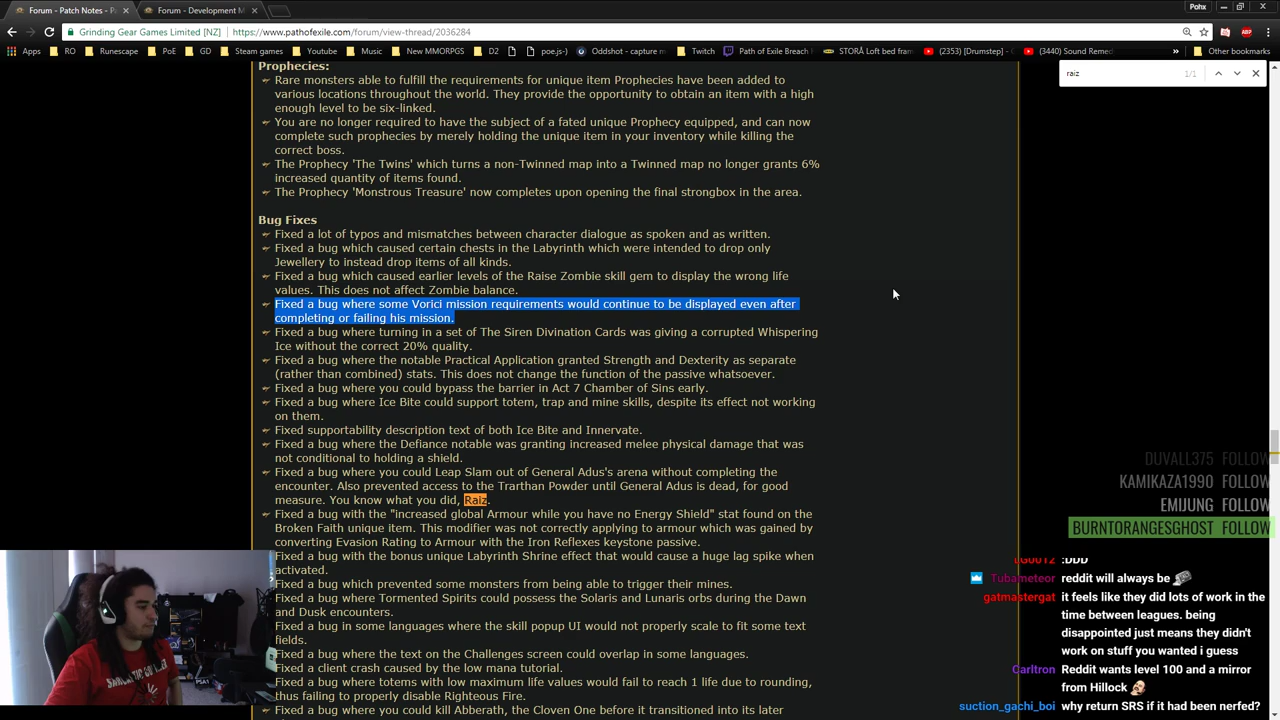 Forum - Patch Notes - P
Forum - Development M
Pohx
Grinding Gear Games Limited [NZ]
https://www.pathofexile.com/forum/view-thread/2036284
Apps
RO
Runescape
PoE
GD
Steam games
Youtube
Music
New MMORPGS
D2
poe.js-)
Oddshot - capture m
Twitch
Path of Exile Breach
STORÅ Loft bed fram
(2353) [Drumstep] - L
(3440) Sound Remed
Other bookmarks
raiz
1/1
Prophecies:
Rare monsters able to fulfill the requirements for unique item Prophecies have been added to
various locations throughout the world. They provide the opportunity to obtain an item with a high
enough level to be six-linked.
You are no longer required to have the subject of a fated unique Prophecy equipped, and can now
complete such prophecies by merely holding the unique item in your inventory while killing the
correct boss.
The Prophecy 'The Twins' which turns a non-Twinned map into a Twinned map no longer grants 6%
increased quantity of items found.
The Prophecy 'Monstrous Treasure' now completes upon opening the final strongbox in the area.
Bug Fixes
Fixed a lot of typos and mismatches between character dialogue as spoken and as written.
Fixed a bug which caused certain chests in the Labyrinth which were intended to drop only
Jewellery to instead drop items of all kinds.
Fixed a bug which caused earlier levels of the Raise Zombie skill gem to display the wrong life
values. This does not affect Zombie balance.
Fixed a bug where some Vorici mission requirements would continue to be displayed even after
completing or failing his mission.
Fixed a bug where turning in a set of The Siren Divination Cards was giving a corrupted Whispering
Ice without the correct 20% quality.
Fixed a bug where the notable Practical Application granted Strength and Dexterity as separate
(rather than combined) stats. This does not change the function of the passive whatsoever.
Fixed a bug where you could bypass the barrier in Act 7 Chamber of Sins early.
Fixed a bug where Ice Bite could support totem, trap and mine skills, despite its effect not working
on them.
Fixed supportability description text of both Ice Bite and Innervate.
Fixed a bug where the Defiance notable was granting increased melee physical damage that was
not conditional to holding a shield.
Fixed a bug where you could Leap Slam out of General Adus's arena without completing the
encounter. Also prevented access to the Trarthan Powder until General Adus is dead, for good
measure. You know what you did, Raiz.
Fixed a bug with the "increased global Armour while you have no Energy Shield" stat found on the
Broken Faith unique item. This modifier was not correctly applying to armour which was gained by
converting Evasion Rating to Armour with the Iron Reflexes keystone passive.
Fixed a bug with the bonus unique Labyrinth Shrine effect that would cause a huge lag spike when
activated.
Fixed a bug which prevented some monsters from being able to trigger their mines.
Fixed a bug where Tormented Spirits could possess the Solaris and Lunaris orbs during the Dawn
and Dusk encounters.
Fixed a bug in some languages where the skill popup UI would not properly scale to fit some text
fields.
Fixed a bug where the text on the Challenges screen could overlap in some languages.
Fixed a client crash caused by the low mana tutorial.
Fixed a bug where totems with low maximum life values would fail to reach 1 life due to rounding,
thus failing to properly disable Righteous Fire.
Fixed a bug where you could kill Abberath, the Cloven One before it transitioned into its later
DUVALL375 FOLLOW
KAMIKAZA1990 FOLLOW
EMIJUNG FOLLOW
BURNTORANGESGHOST FOLLOW
:DDD
Tubameteor reddit will always be
gatmastergat it feels like they did lots of work in the
time between leagues. being
disappointed just means they didn't
work on stuff you wanted i guess
Carltron Reddit wants level 100 and a mirror
from Hillock
suction_gachi_boi why return SRS if it had been nerfed?